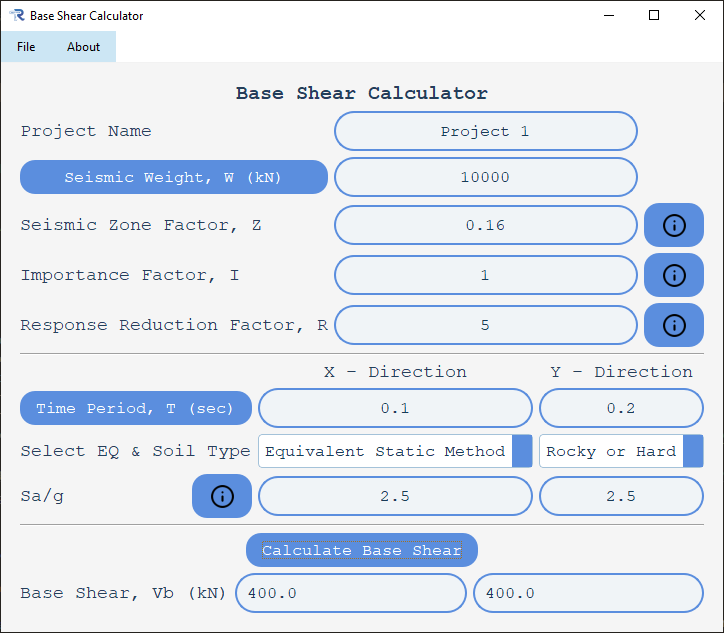 Base Shear Calculator
File About
Base Shear Calculator
Project Name Project 1
Seismic Weight, W (kN) 10000
Seismic Zone Factor, Z 0.16
Importance Factor, I 1
Response Reduction Factor, R 5
X - Direction Y - Direction
Time Period, T (sec) 0.1 0.2
Select EQ & Soil Type Equivalent Static Method Rocky or Hard
Sa/g 2.5 2.5
Calculate Base Shear
Base Shear, Vb (kN) 400.0 400.0